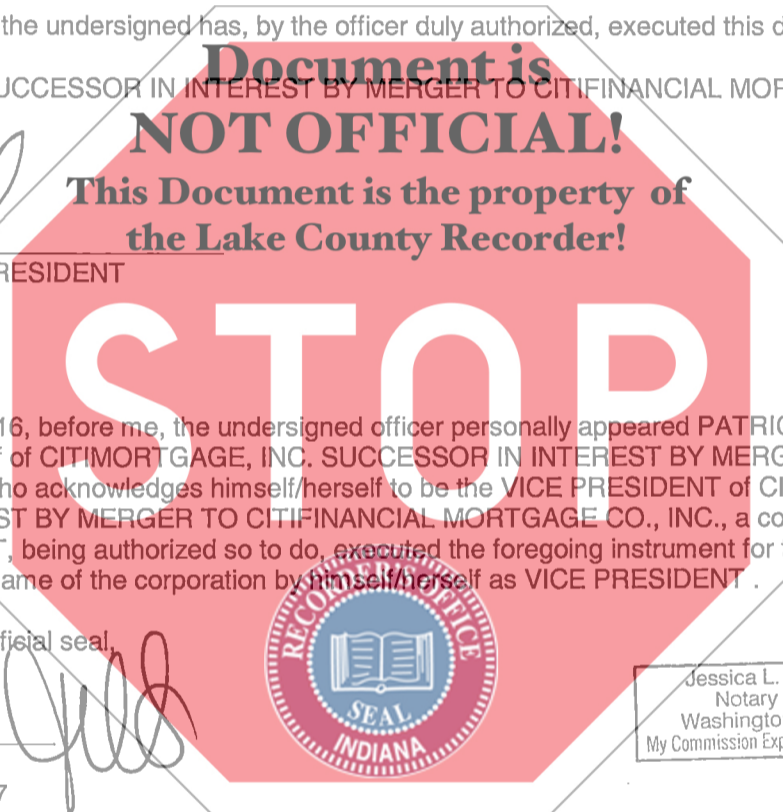 the undersigned has, by the officer duly authorized, executed this d
Document is
UCCESSOR IN INTEREST BY MERGER TO CITIFINANCIAL MOR
NOT OFFICIAL!
This Document is the property of
the Lake County Recorder!
RESIDENT
STOP
16, before me, the undersigned officer personally appeared PATRIC
of CITIMORTGAGE, INC. SUCCESSOR IN INTEREST BY MERG
ho acknowledges himself/herself to be the VICE PRESIDENT of CI
ST BY MERGER TO CITIFINANCIAL MORTGAGE CO., INC., a co
, being authorized so to do, executed the foregoing instrument for
ame of the corporation by himself/herself as VICE PRESIDENT .
ficial seal,
RECORDER'S OFFICE
SEAL
INDIANA
Jessica L.
Notary
Washingto
My Commission Exp
7